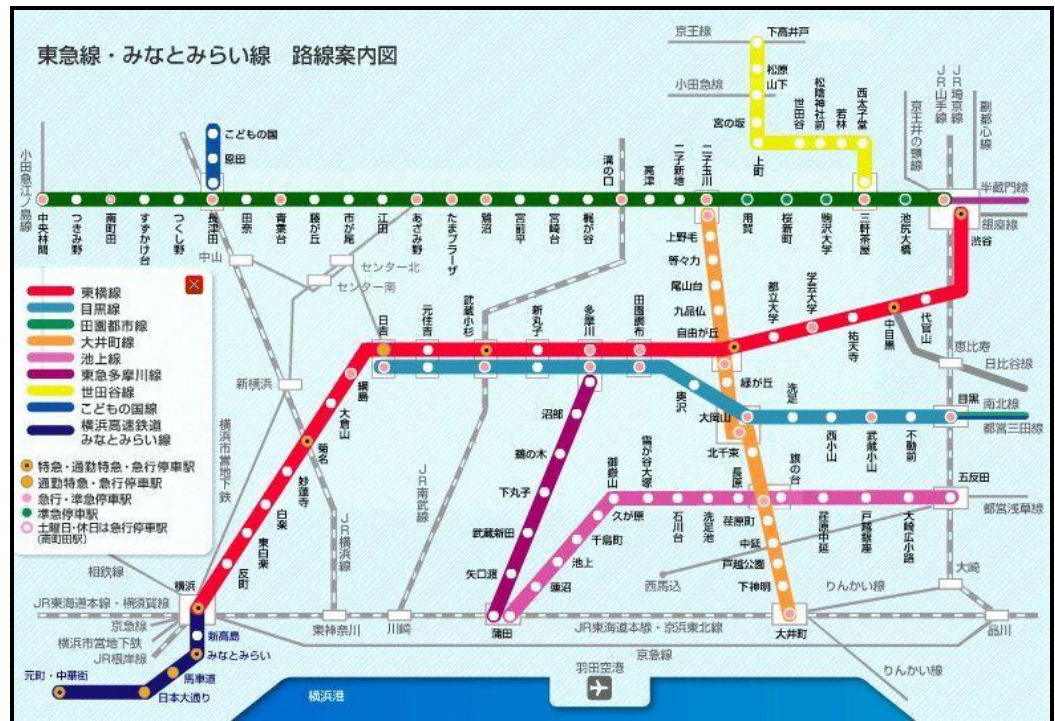 東急線・みなとみらい線 路線案内図
京王線
下高井戸
松原
小田急線
山下
宮の坂
上町
世田谷
松陰神社前
若林
西太子堂
京王井の頭線
JR山手線
JR埼京線
副都心線
小田急江ノ島線
こどもの国
恩田
溝の口
高津
二子新地
二子玉川
半蔵門線
銀座線
中央林間
つきみ野
南町田
すずかけ台
つくし野
長津田
田奈
青葉台
藤が丘
市が尾
江田
あざみ野
たまプラーザ
鷺沼
宮前平
宮崎台
梶が谷
用賀
桜新町
駒沢大学
三軒茶屋
池尻大橋
渋谷
中山
センター北
センター南
上野毛
等々力
尾山台
九品仏
自由が丘
東横線
目黒線
田園都市線
大井町線
池上線
東急多摩川線
世田谷線
こどもの国線
横浜高速鉄道
みなとみらい線
特急・通勤特急・急行停車駅
通勤特急・急行停車駅
急行・準急停車駅
準急停車駅
土曜日・休日は急行停車駅
(南町田駅)
日吉
元住吉
武蔵小杉
新丸子
多摩川
田園調布
都立大学
学芸大学
祐天寺
中目黒
代官山
恵比寿
日比谷線
新横浜
綱島
大倉山
菊名
妙蓮寺
白楽
東白楽
反町
横浜
横浜市営地下鉄
JR横浜線
JR南武線
緑が丘
奥沢
大岡山
洗足
西小山
武蔵小山
不動前
目黒
南北線
都営三田線
沼部
鵜の木
下丸子
武蔵新田
矢口渡
蒲田
北千束
旗の台
荏原町
中延
戸越公園
下神明
大井町
五反田
都営浅草線
御嶽山
雪が谷大塚
久が原
千鳥町
池上
蓮沼
石川台
洗足池
長原
荏原中延
戸越銀座
大崎広小路
西馬込
大崎
りんかい線
相鉄線
JR東海道本線・横須賀線
京急線
横浜市営地下鉄
JR根岸線
東神奈川
川崎
JR東海道本線・京浜東北線
品川
京急線
りんかい線
新高島
みなとみらい
馬車道
日本大通り
元町・中華街
横浜港
羽田空港